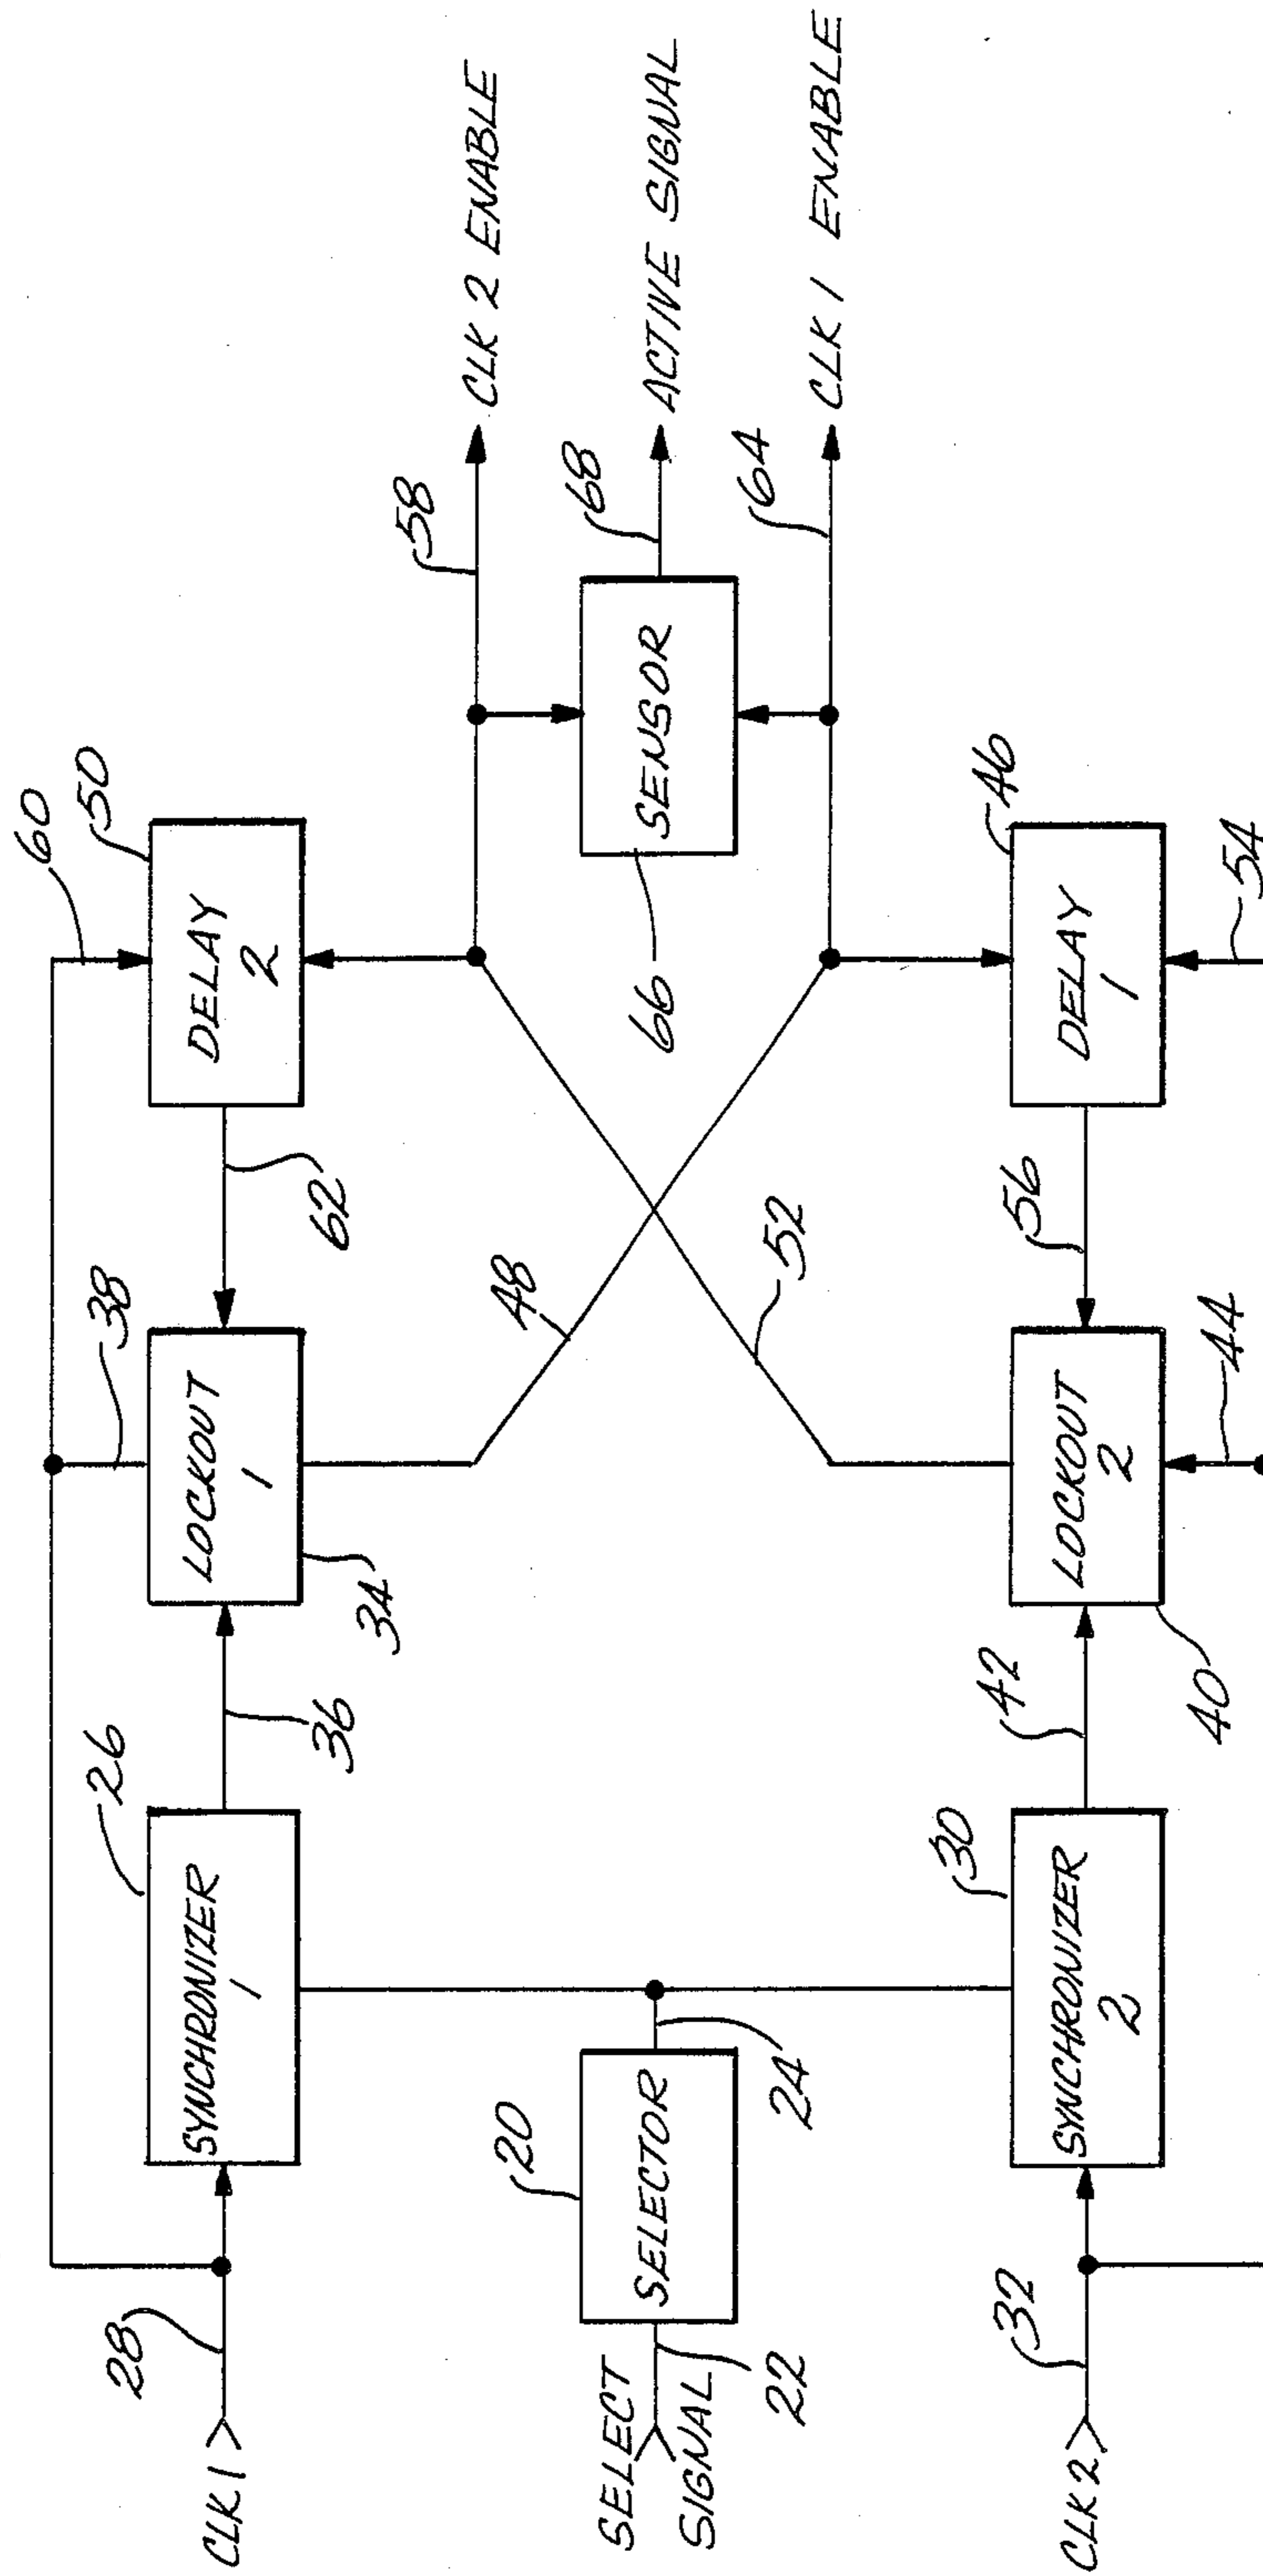 60
50
DELAY
2
62
38
LOCKOUT
1
34
36
26
SYNCHRONIZER
1
28
CLK 1
58
CLK 2 ENABLE
68
ACTIVE SIGNAL
SENSOR
66
64
CLK 1 ENABLE
48
52
20
SELECTOR
24
SELECT
SIGNAL
22
46
DELAY
1
54
56
LOCKOUT
2
44
40
42
30
SYNCHRONIZER
2
32
CLK 2